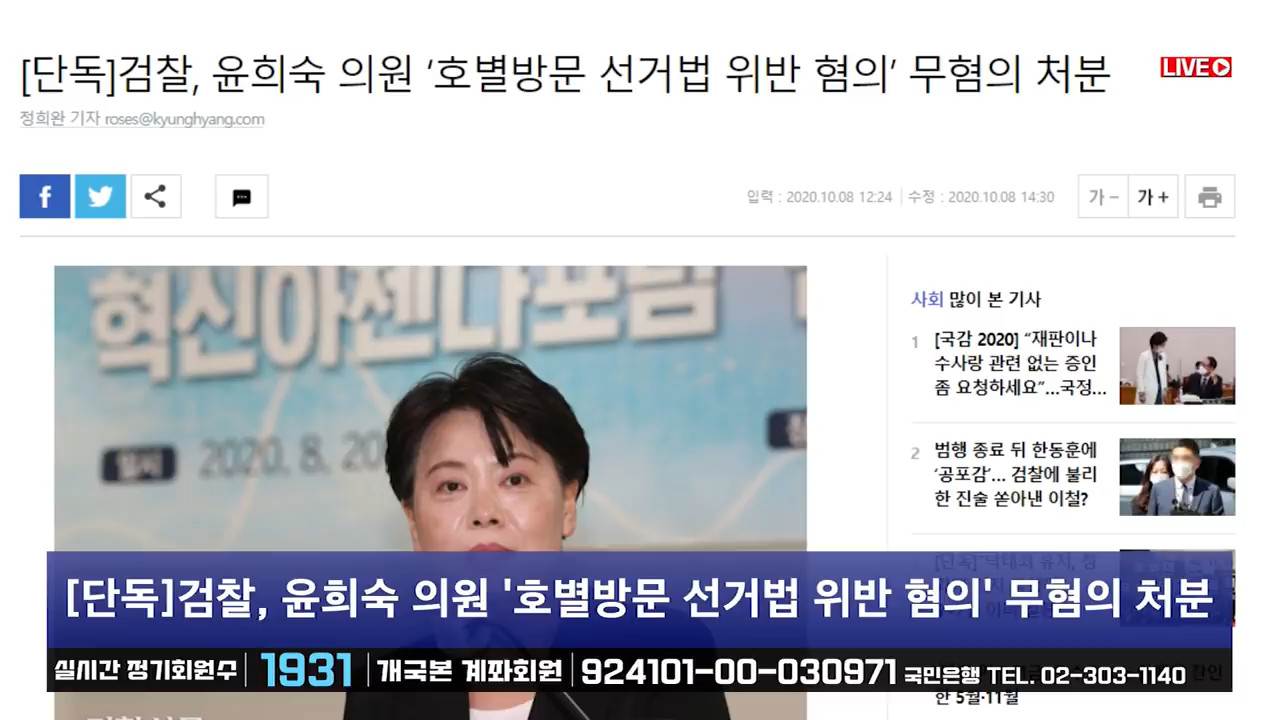 [단독]검찰, 윤희숙 의원 ‘호별방문 선거법 위반 혐의’ 무혐의 처분
LIVE
정희완 기자 roses@kyunghyang.com
입력 : 2020.10.08 12:24 수정 : 2020.10.08 14:30
가 - 가 +
혁신아젠다포럼
일시 2020. 8. 20
사회 많이 본 기사
1 [국감 2020] “재판이나
수사랑 관련 없는 증인
좀 요청하세요”...국정...
2 범행 종료 뒤 한동훈에
‘공포감’... 검찰에 불리
한 진술 쏟아낸 이철?
[단독]검찰, 윤희숙 의원 '호별방문 선거법 위반 혐의' 무혐의 처분
실시간 정기회원수 1931 개국본 계좌회원 924101-00-030971 국민은행 TEL. 02-303-1140
한 5월·11월